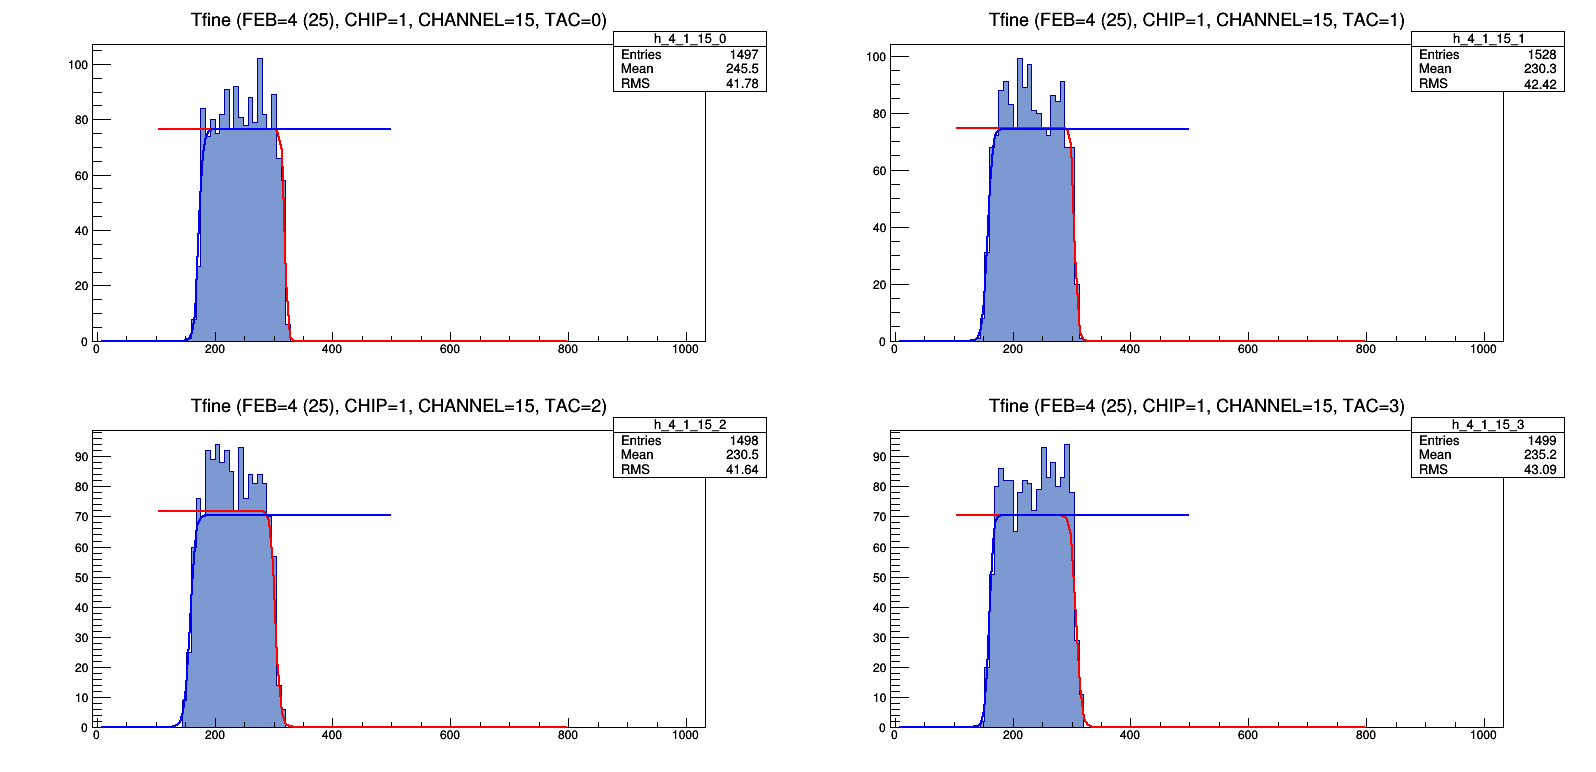 Tfine (FEB=4 (25), CHIP=1, CHANNEL=15, TAC=0)
h_4_1_15_0
Entries 1497
Mean 245.5
RMS 41.78
100
80
60
40
20
0
0 200 400 600 800 1000
Tfine (FEB=4 (25), CHIP=1, CHANNEL=15, TAC=1)
h_4_1_15_1
Entries 1528
Mean 230.3
RMS 42.42
100
80
60
40
20
0
0 200 400 600 800 1000
Tfine (FEB=4 (25), CHIP=1, CHANNEL=15, TAC=2)
h_4_1_15_2
Entries 1498
Mean 230.5
RMS 41.64
90
80
70
60
50
40
30
20
10
0
0 200 400 600 800 1000
Tfine (FEB=4 (25), CHIP=1, CHANNEL=15, TAC=3)
h_4_1_15_3
Entries 1499
Mean 235.2
RMS 43.09
90
80
70
60
50
40
30
20
10
0
0 200 400 600 800 1000